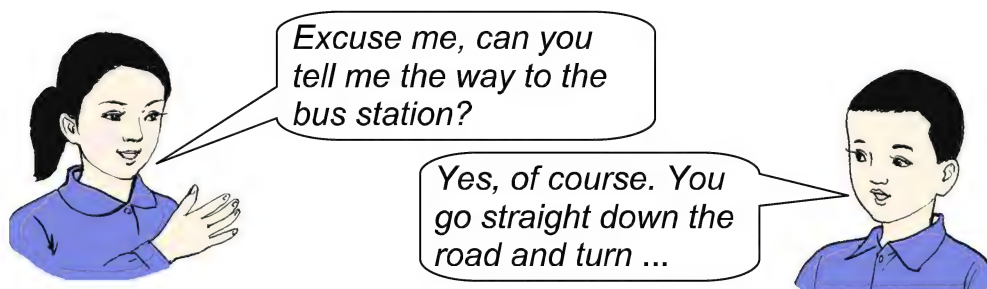 Excuse me, can you
tell me the way to the
bus station?
Yes, of course. You
go straight down the
road and turn ...